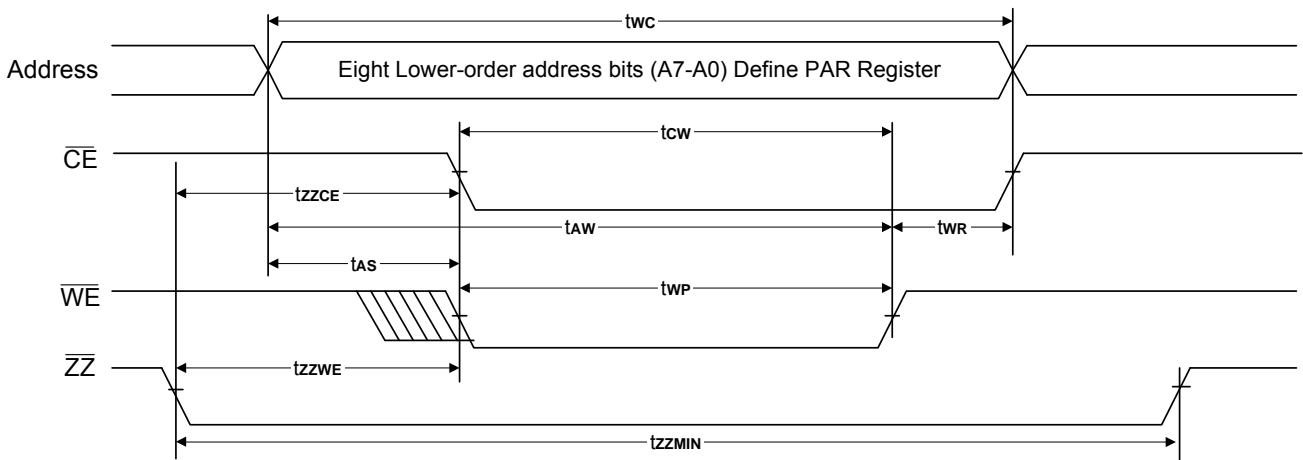 tWC
Address
Eight Lower-order address bits (A7-A0) Define PAR Register
tCW
CE
tZZCE
tAW
tWR
tAS
WE
tWP
tZZWE
ZZ
tZZMIN